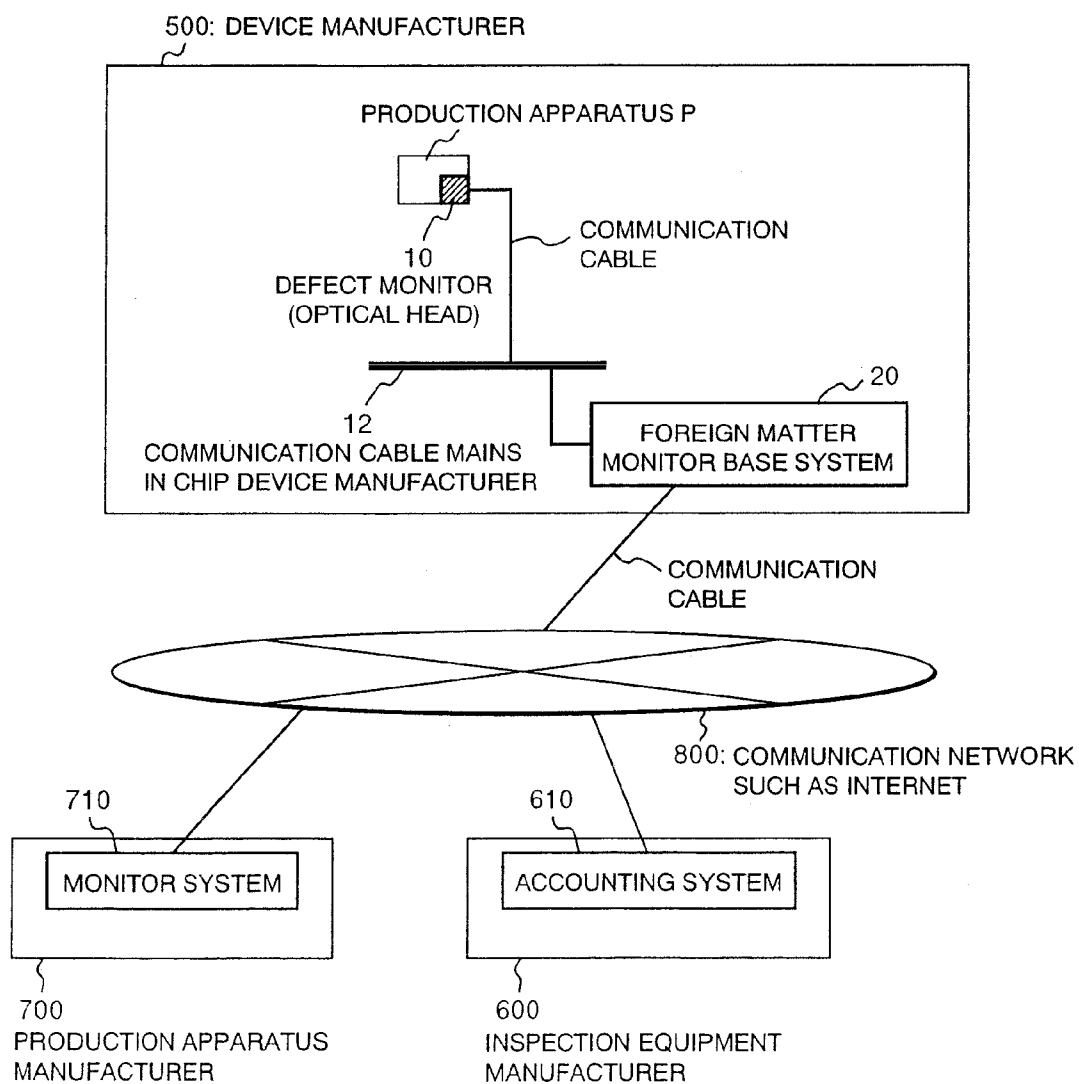 500: DEVICE MANUFACTURER
PRODUCTION APPARATUS P
COMMUNICATION
CABLE
10
DEFECT MONITOR
(OPTICAL HEAD)
12
COMMUNICATION CABLE MAINS
IN CHIP DEVICE MANUFACTURER
20
FOREIGN MATTER
MONITOR BASE SYSTEM
COMMUNICATION
CABLE
800: COMMUNICATION NETWORK
SUCH AS INTERNET
710
MONITOR SYSTEM
610
ACCOUNTING SYSTEM
700
PRODUCTION APPARATUS
MANUFACTURER
600
INSPECTION EQUIPMENT
MANUFACTURER